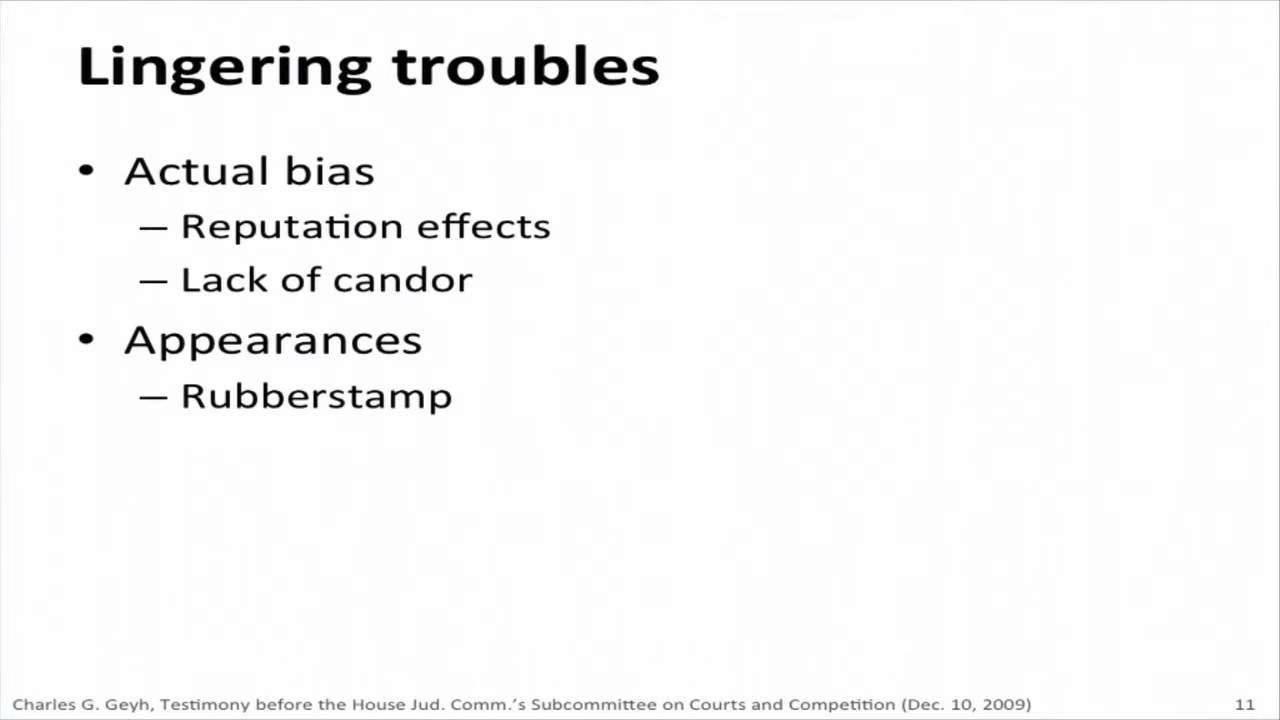 Lingering troubles
• Actual bias
— Reputation effects
— Lack of candor
• Appearances
— Rubberstamp
Charles G. Geyh, Testimony before the House Jud. Comm.'s Subcommittee on Courts and Competition (Dec. 10, 2009)
11